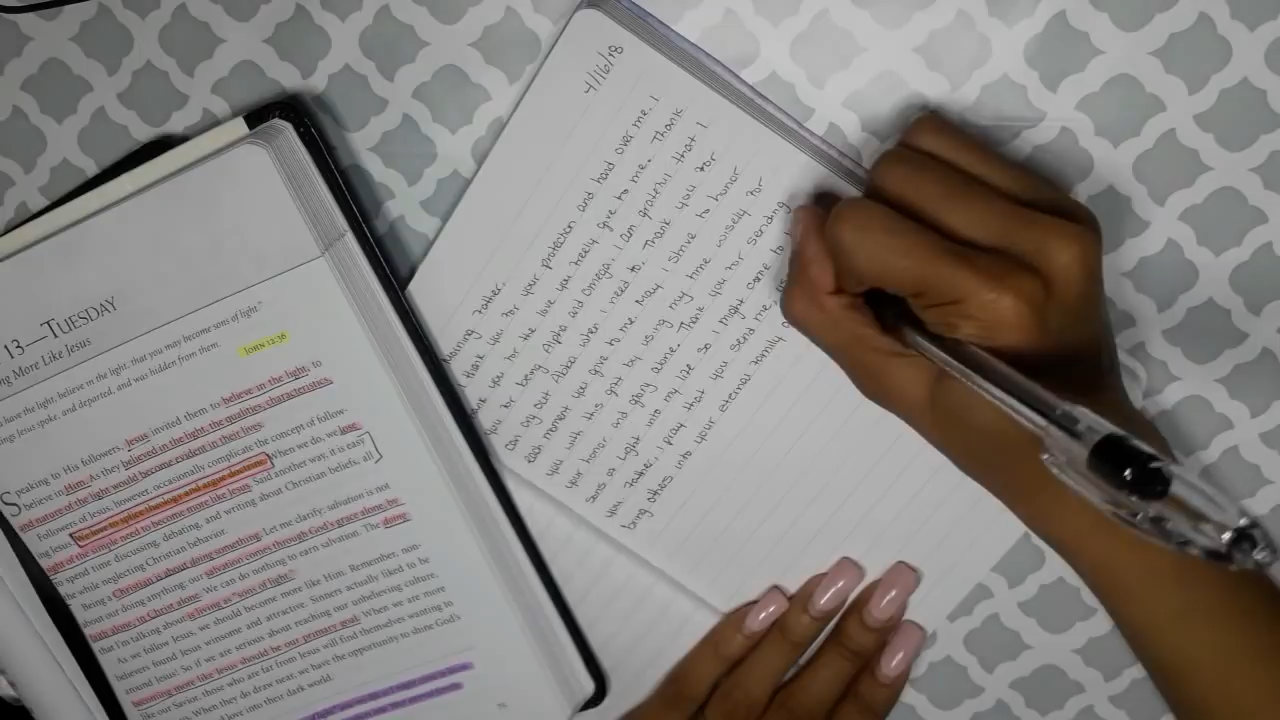 13—TUESDAY
ng More Like Jesus
have the light, believe in the light, that you may become sons of light."
ings Jesus spoke, and departed, and was hidden from them.
JOHN 12:36
Speaking to His followers, Jesus invited them to believe in the light, to
believe in Him. As they believed in the light, the qualities, characteristics,
and nature of the light would become evident in their lives.
Followers of Jesus, however, occasionally complicate the concept of follow-
ing Jesus. We love to splice theology and argue doctrine. When we do, we lose
sight of the simple need to become more like Jesus. Said another way, it is easy
to spend time discussing, debating, and writing about Christian beliefs, all
the while neglecting Christian behavior.
Being a Christian is about doing something. Let me clarify: salvation is not
about our doing anything; our salvation comes through God's grace alone, by
faith alone, in Christ alone. We can do nothing to earn salvation. The doing
that I'm talking about is living as "sons of light."
As we follow Jesus, we should become more like Him. Remember, non-
believers found Jesus winsome and attractive. Sinners actually liked to be
around Jesus! So if we are serious about reaching our unbelieving culture,
becoming more like Jesus should be our primary goal. When we are more
like our Savior, those who are far from Jesus will find themselves wanting to
When they do draw near, we have the opportunity to shine God's
love into their dark world.
4/16/18
Morning Father,
I thank you for your protection and hand over me. I
thank you for the love you freely give to me. Thank
you for being Alpha and Omega. I am grateful that I
can cry out Abba when I need to. Thank you for
each moment you give to me. May I strive to honor
you with this gift by using my time wisely for
your honor and glory alone. Thank you for sending
sons of light into my life so I might come to
you. Father, I pray that you send me,
bring others into your eternal family